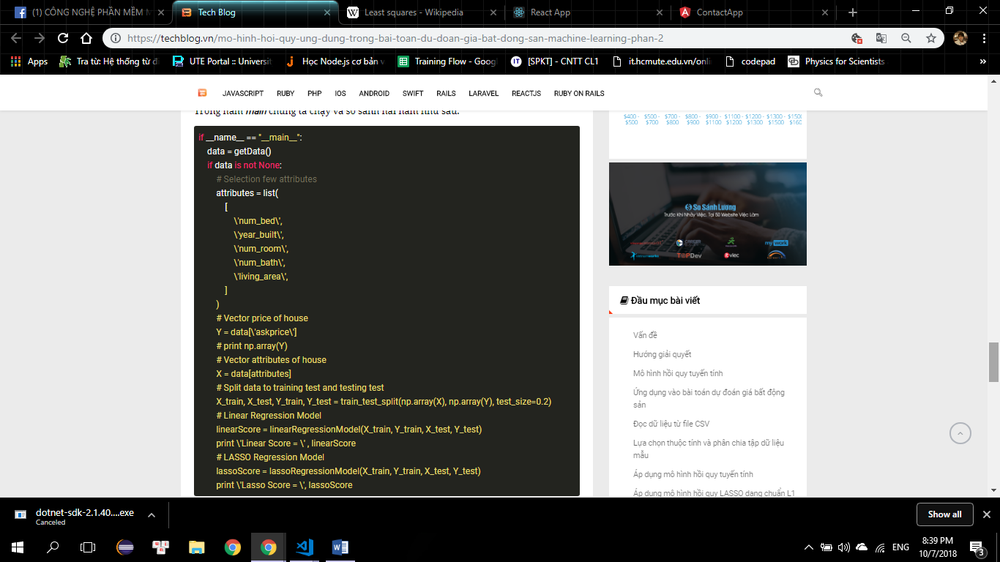 (1) CÔNG NGHỆ PHẦN MỀM
Tech Blog
Least squares - Wikipedia
React App
ContactApp
https://techblog.vn/mo-hinh-hoi-quy-ung-dung-trong-bai-toan-du-doan-gia-bat-dong-san-machine-learning-phan-2
Apps
Tra từ: Hệ thống từ đi
UTE Portal :: Universit
Học Node.js cơ bản v
Training Flow - Goog
[SPKT] - CNTT CL1
it.hcmute.edu.vn/onli
codepad
Physics for Scientists
»
JAVASCRIPT RUBY PHP IOS ANDROID SWIFT RAILS LARAVEL REACTJS RUBY ON RAILS
Trong hàm main chúng ta chạy và so sánh hai hàm như sau:
if __name__ == "__main__":
data = getData()
if data is not None:
# Selection few attributes
attributes = list(
[
\'num_bed\',
\'year_built\',
\'num_room\',
\'num_bath\',
\'living_area\',
]
)
# Vector price of house
Y = data[\'askprice\']
# print np.array(Y)
# Vector attributes of house
X = data[attributes]
# Split data to training test and testing test
X_train, X_test, Y_train, Y_test = train_test_split(np.array(X), np.array(Y), test_size=0.2)
# Linear Regression Model
linearScore = linearRegressionModel(X_train, Y_train, X_test, Y_test)
print \'Linear Score = \' , linearScore
# LASSO Regression Model
lassoScore = lassoRegressionModel(X_train, Y_train, X_test, Y_test)
print \'Lasso Score = \', lassoScore
$400 - $500 - $700 - $800 - $900 - $1100 - $1200 - $1300 - $150
$500 $700 $800 $900 $1100 $1200 $1300 $1500 $160
So Sánh Lương
Trước Khi Nhảy Việc, Tại 50 Website Việc Làm
TOPDev
Viec
my work
Đầu mục bài viết
Vấn đề
Hướng giải quyết
Mô hình hồi quy tuyến tính
Ứng dụng vào bài toán dự đoán giá bất động
sản
Đọc dữ liệu từ file CSV
Lựa chọn thuộc tính và phân chia tập dữ liệu
mẫu
Áp dụng mô hình hồi quy tuyến tính
Áp dụng mô hình hồi quy LASSO dạng chuẩn L1
dotnet-sdk-2.1.40....exe
Canceled
Show all
ENG
8:39 PM
10/7/2018
3